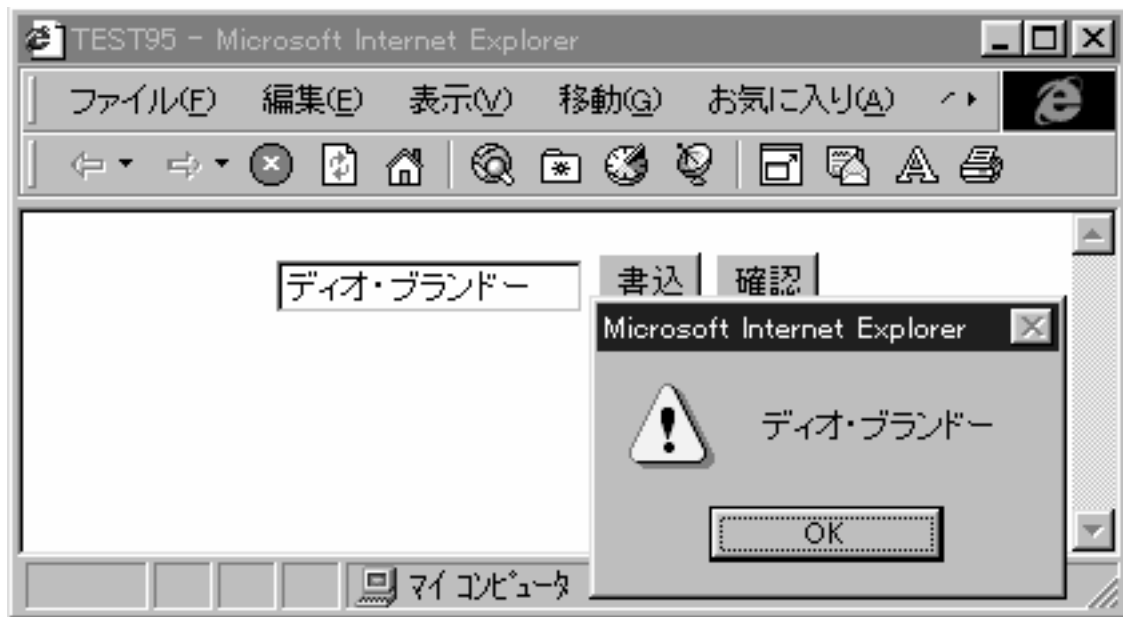 TEST95 - Microsoft Internet Explorer
ファイル(F) 編集(E) 表示(V) 移動(G) お気に入り(A)
ディオ・ブランドー 書込 確認
Microsoft Internet Explorer
ディオ・ブランドー
OK
マイ コンピュータ